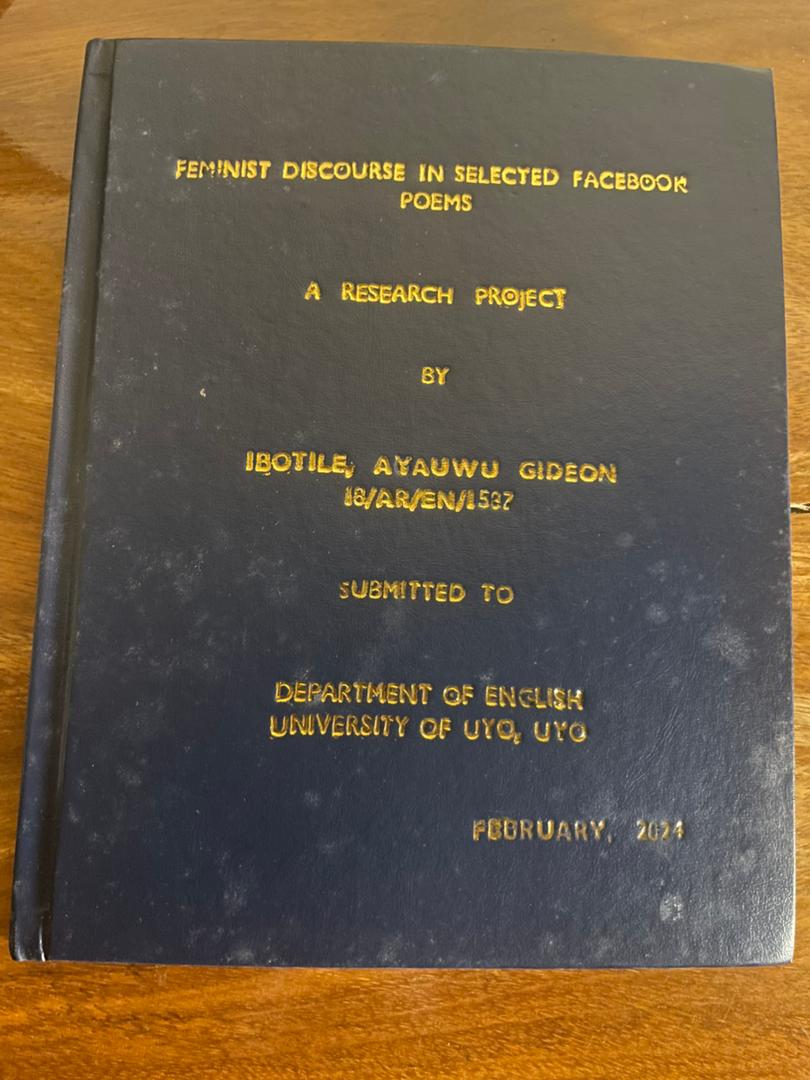 FEMINIST DISCOURSE IN SELECTED FACEBOOK
POEMS
A RESEARCH PROJECT
BY
IBOTILE, AYAUWU GIDEON
18/AR/EN/1587
SUBMITTED TO
DEPARTMENT OF ENGLISH
UNIVERSITY OF UYO, UYO
FEBRUARY, 2024